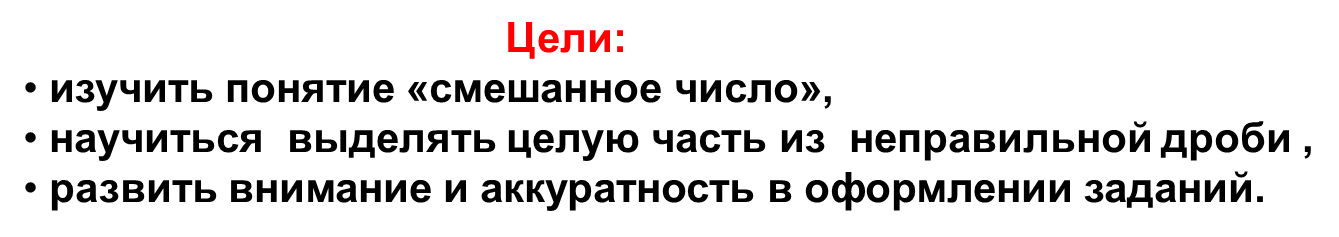 Цели:
• изучить понятие «смешанное число»,
• научиться  выделять целую часть из  неправильной дроби ,
• развить внимание и аккуратность в оформлении заданий.